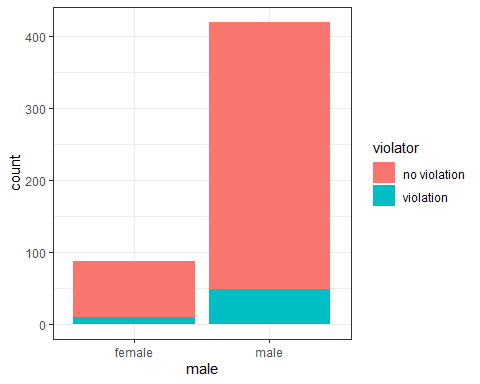 400
300
200
100
0
count
female male
male
violator
no violation
violation